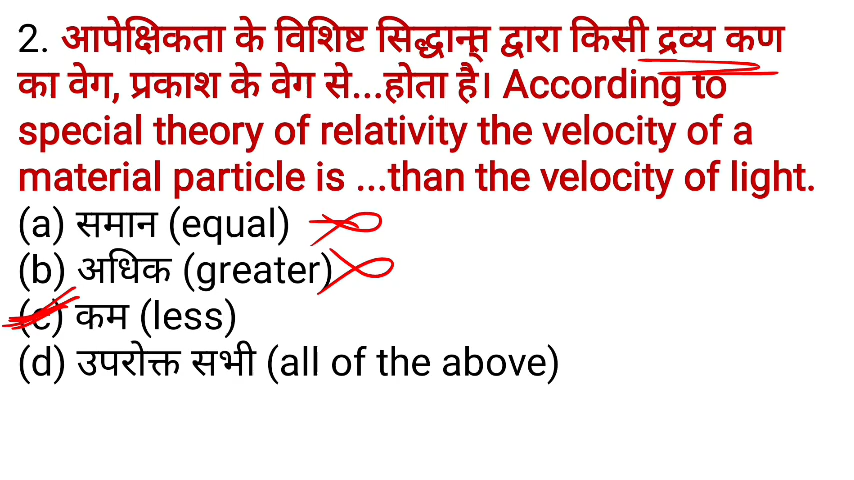 2. आपेक्षिकता के विशिष्ट सिद्धान्त् द्वारा किसी द्रव्य कण
का वेग, प्रकाश के वेग से...होता है। According to
special theory of relativity the velocity of a
material particle is ...than the velocity of light.
(a) समान (equal)
(b) अधिक (greater)
(c) कम (less)
(d) उपरोक्त सभी (all of the above)